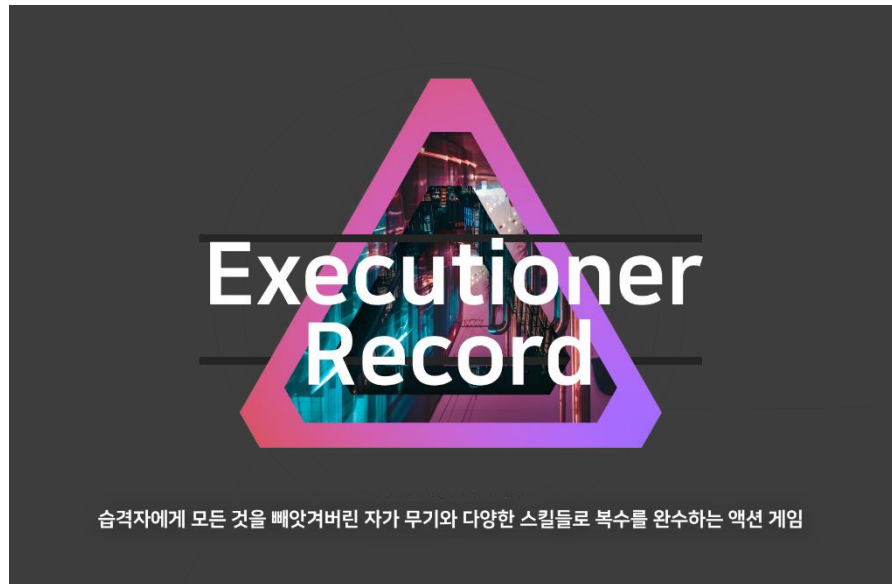 Executioner
Record
습격자에게 모든 것을 빼앗겨버린 자가 무기와 다양한 스킬들로 복수를 완수하는 액션 게임